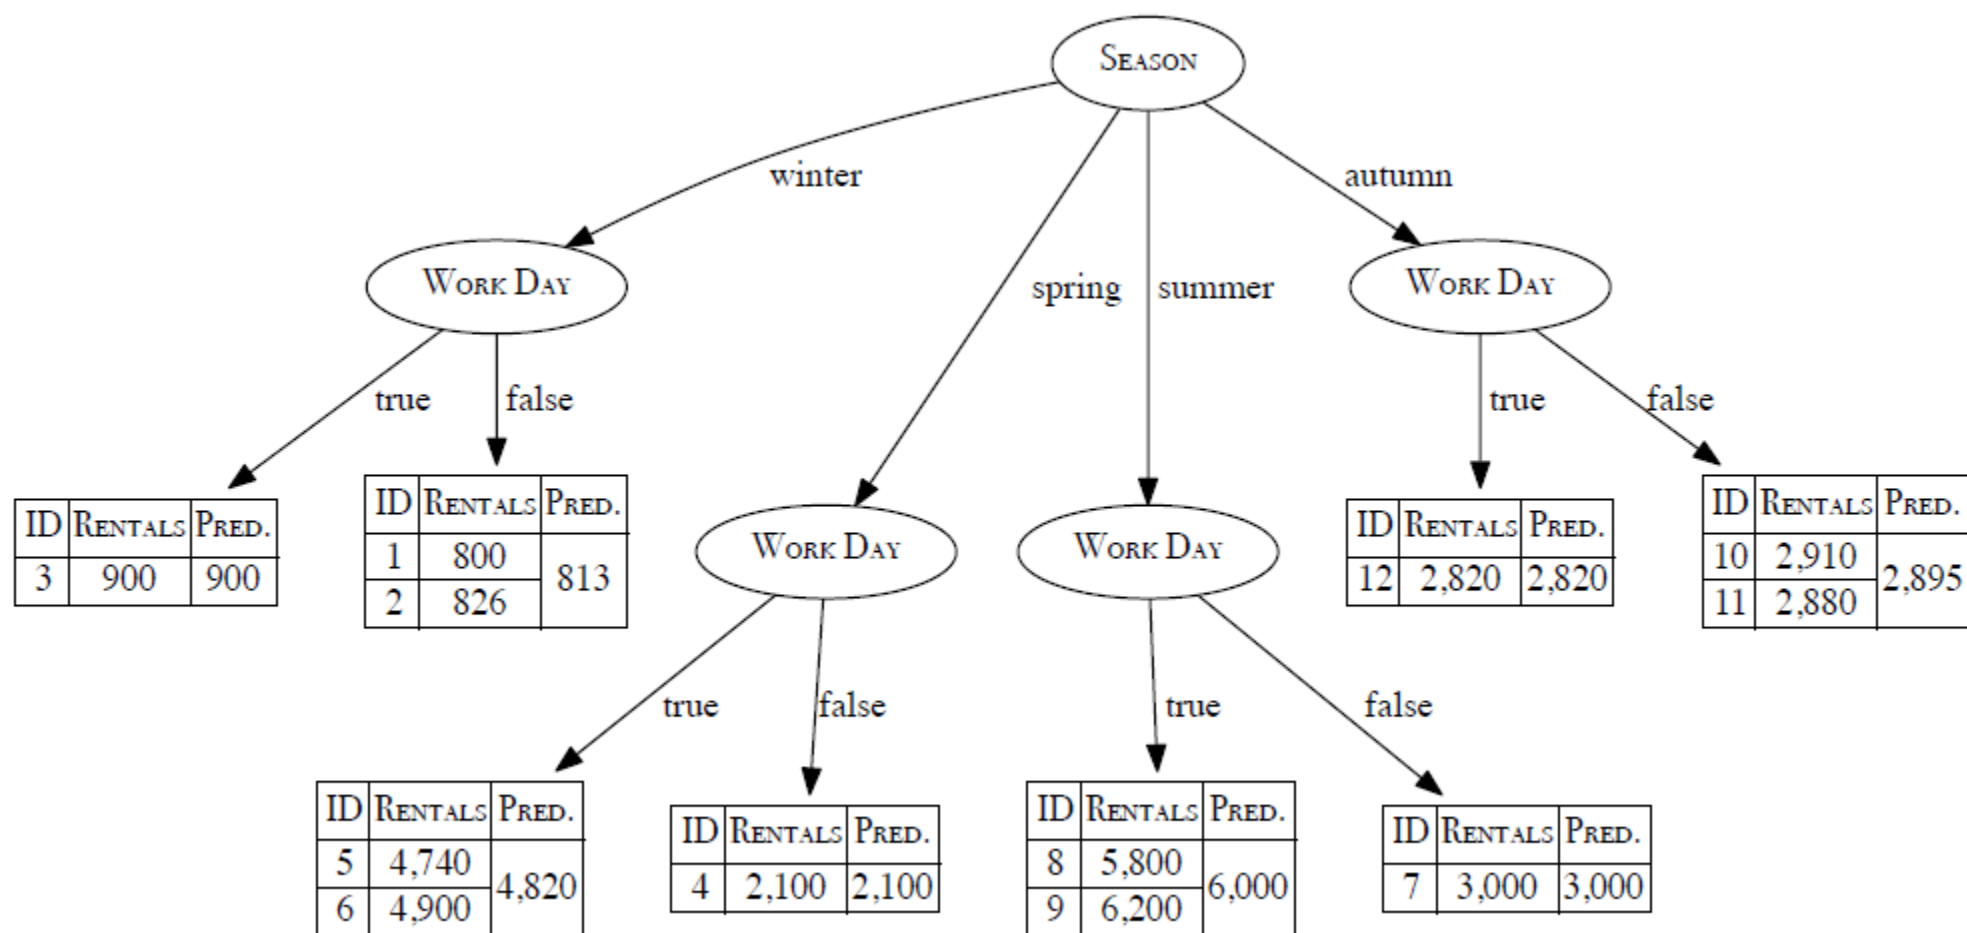 SEASON
winter
autumn
WORK DAY
spring
summer
WORK DAY
true
false
true
false
ID RENTALS PRED.
3 900 900
ID RENTALS PRED.
1 800
813
2 826
WORK DAY
WORK DAY
ID RENTALS PRED.
12 2,820 2,820
ID RENTALS PRED.
10 2,910
2,895
11 2,880
true
false
true
false
ID RENTALS PRED.
5 4,740
4,820
6 4,900
ID RENTALS PRED.
4 2,100 2,100
ID RENTALS PRED.
8 5,800
6,000
9 6,200
ID RENTALS PRED.
7 3,000 3,000